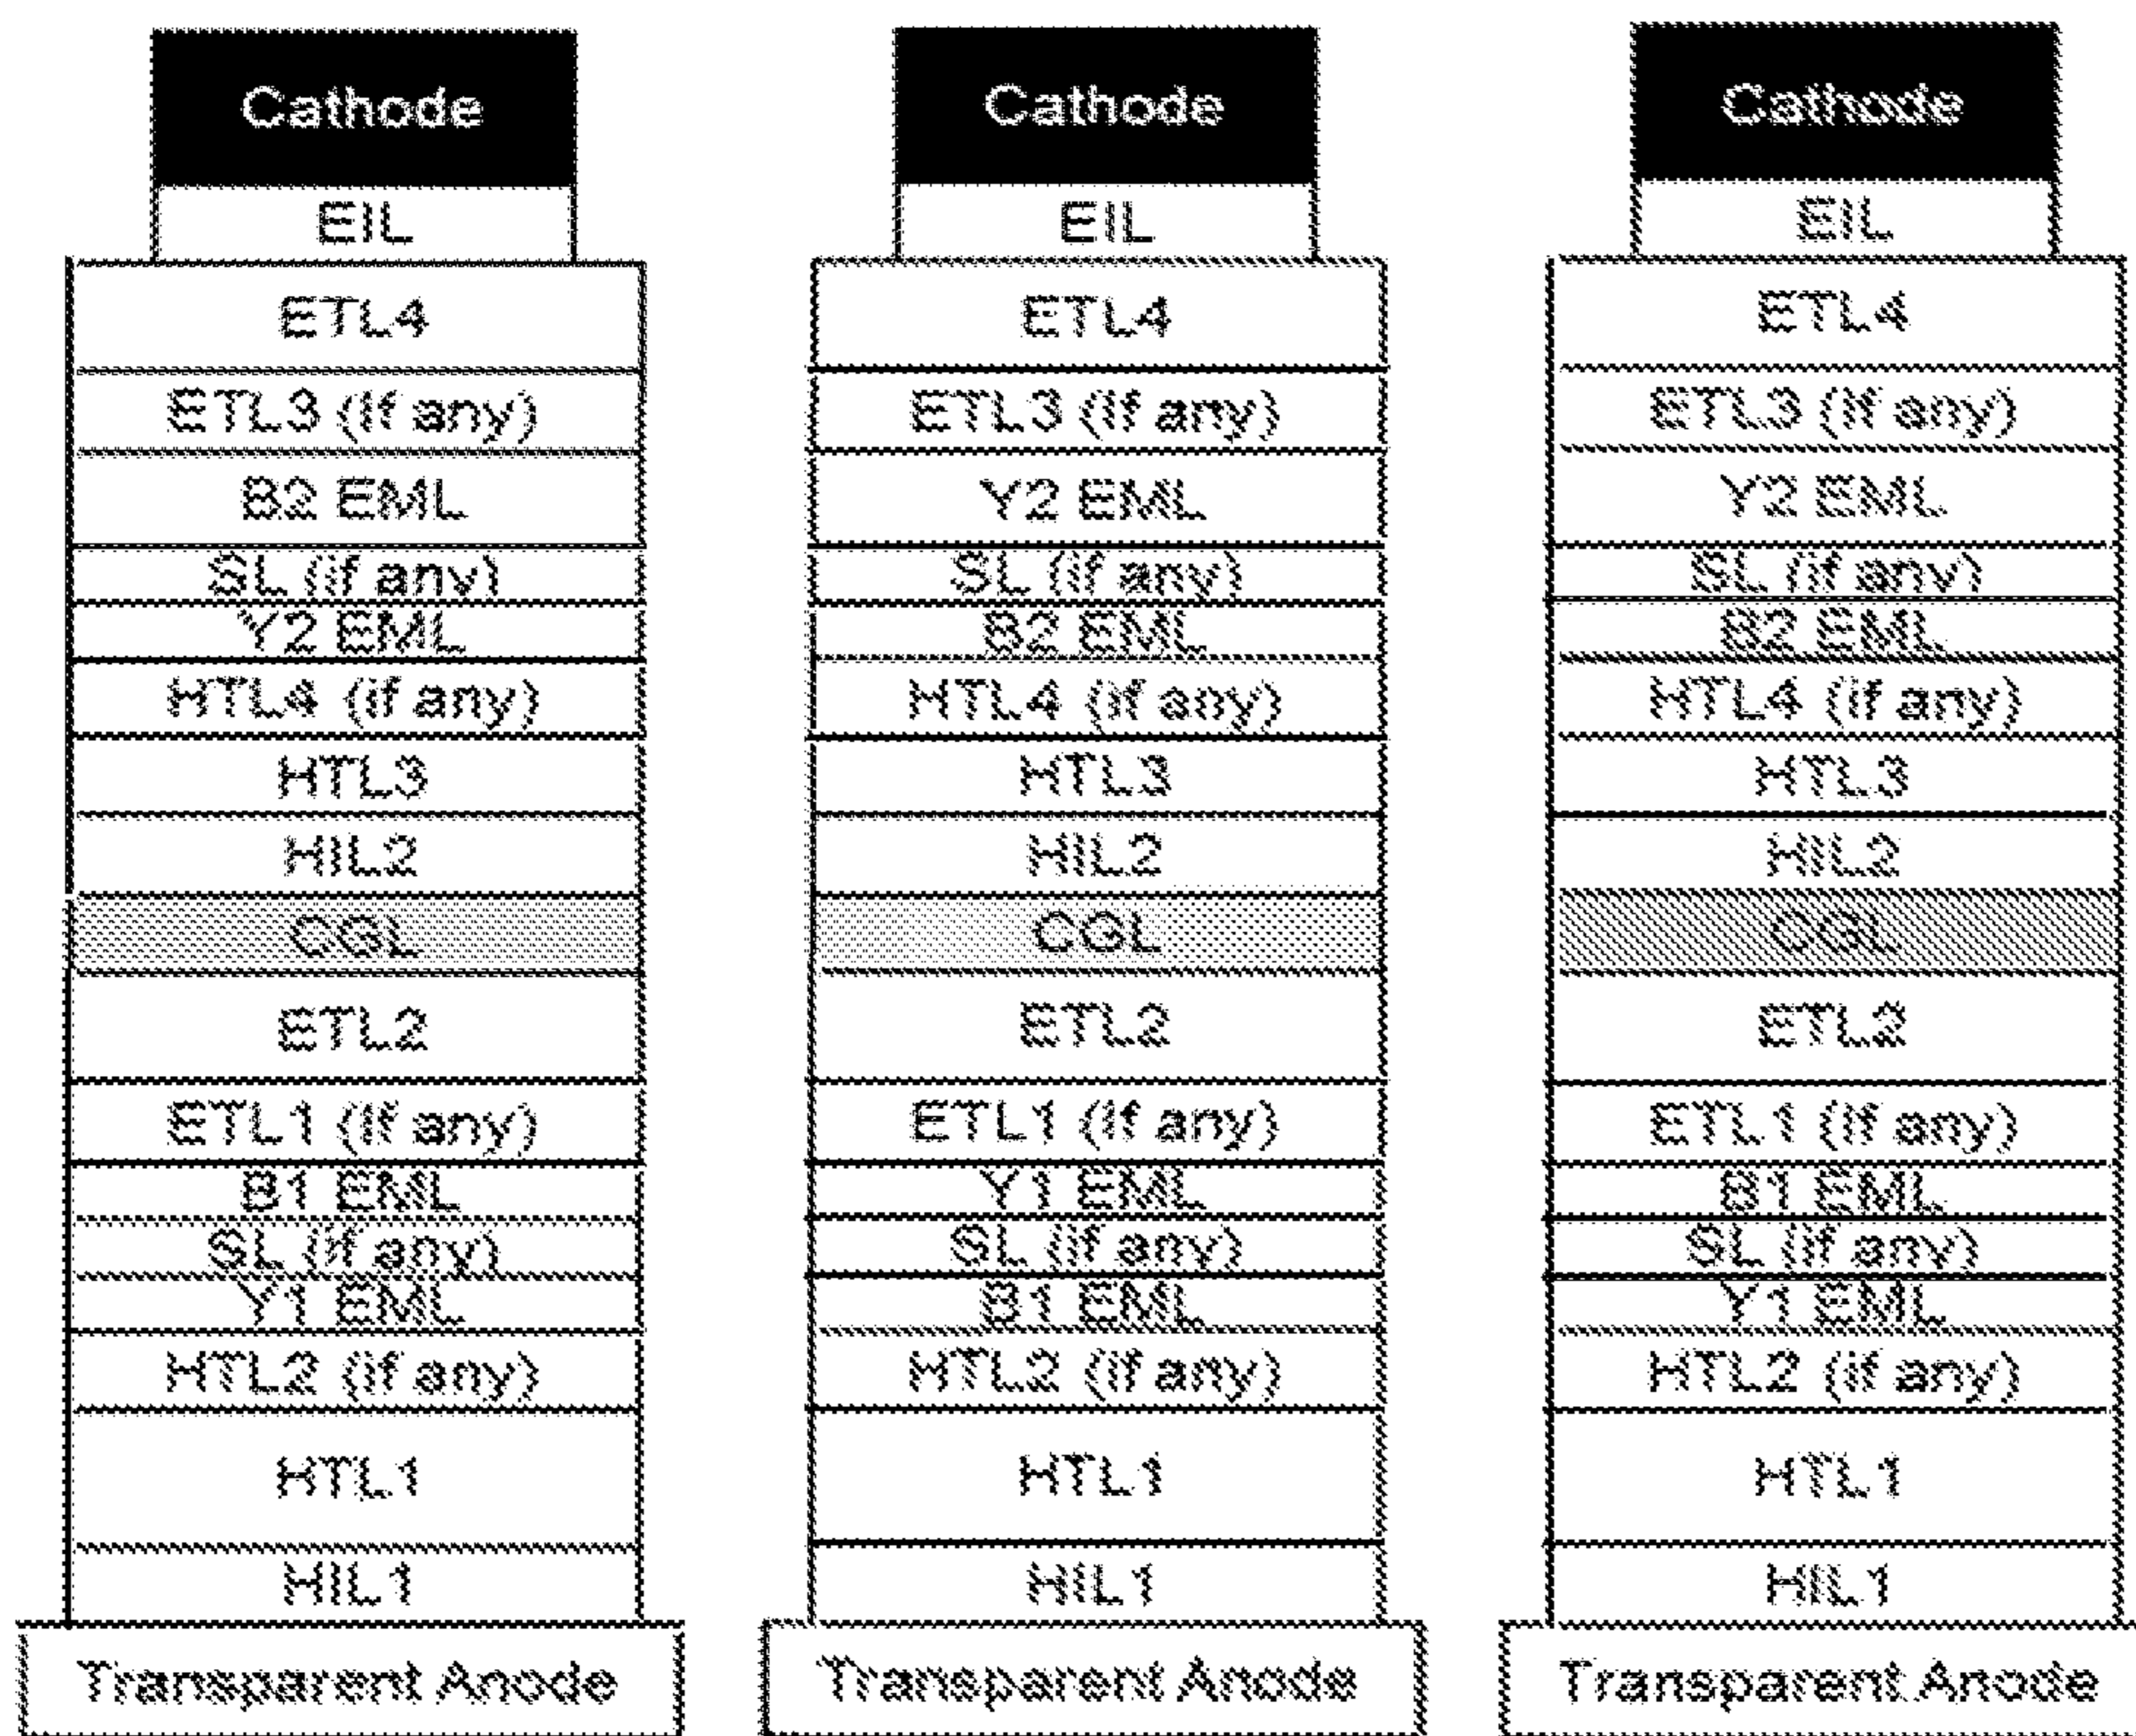 Cathode
EIL
ETL4
ETL3 (if any)
B2 EML
SL (if any)
Y2 EML
HTL4 (if any)
HTL3
HIL2
CGL
ETL2
ETL1 (if any)
B1 EML
SL (if any)
Y1 EML
HTL2 (if any)
HTL1
HIL1
Transparent Anode
Cathode
EIL
ETL4
ETL3 (if any)
Y2 EML
SL (if any)
B2 EML
HTL4 (if any)
HTL3
HIL2
CGL
ETL2
ETL1 (if any)
Y1 EML
SL (if any)
B1 EML
HTL2 (if any)
HTL1
HIL1
Transparent Anode
Cathode
EIL
ETL4
ETL3 (if any)
Y2 EML
SL (if any)
B2 EML
HTL4 (if any)
HTL3
HIL2
CGL
ETL2
ETL1 (if any)
B1 EML
SL (if any)
Y1 EML
HTL2 (if any)
HTL1
HIL1
Transparent Anode